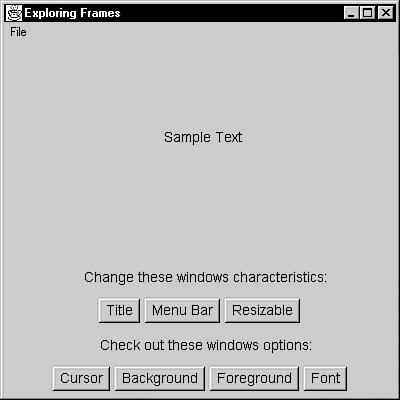 Exploring Frames
File
Sample Text
Change these windows characteristics:
Title Menu Bar Resizable
Check out these windows options:
Cursor Background Foreground Font